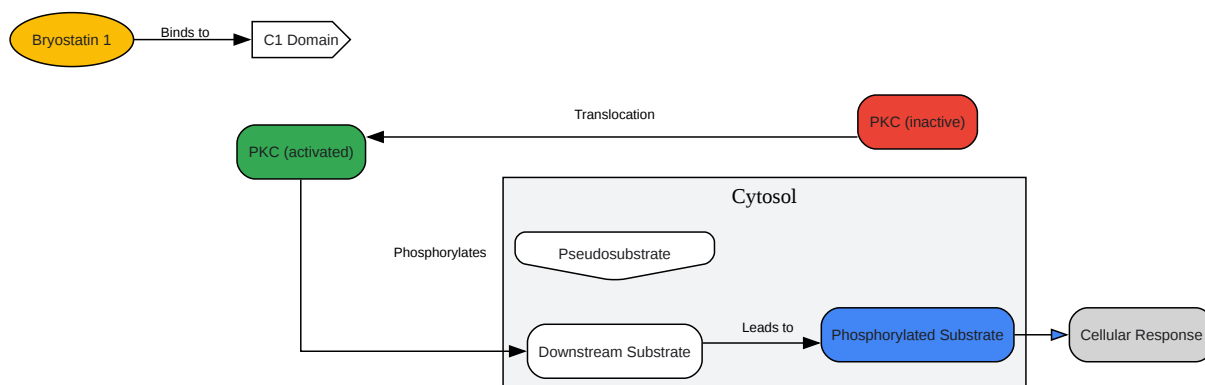 Bryostatin 1
Binds to
C1 Domain
Translocation
PKC (inactive)
PKC (activated)
Cytosol
Phosphorylates
Pseudosubstrate
Downstream Substrate
Leads to
Phosphorylated Substrate
Cellular Response